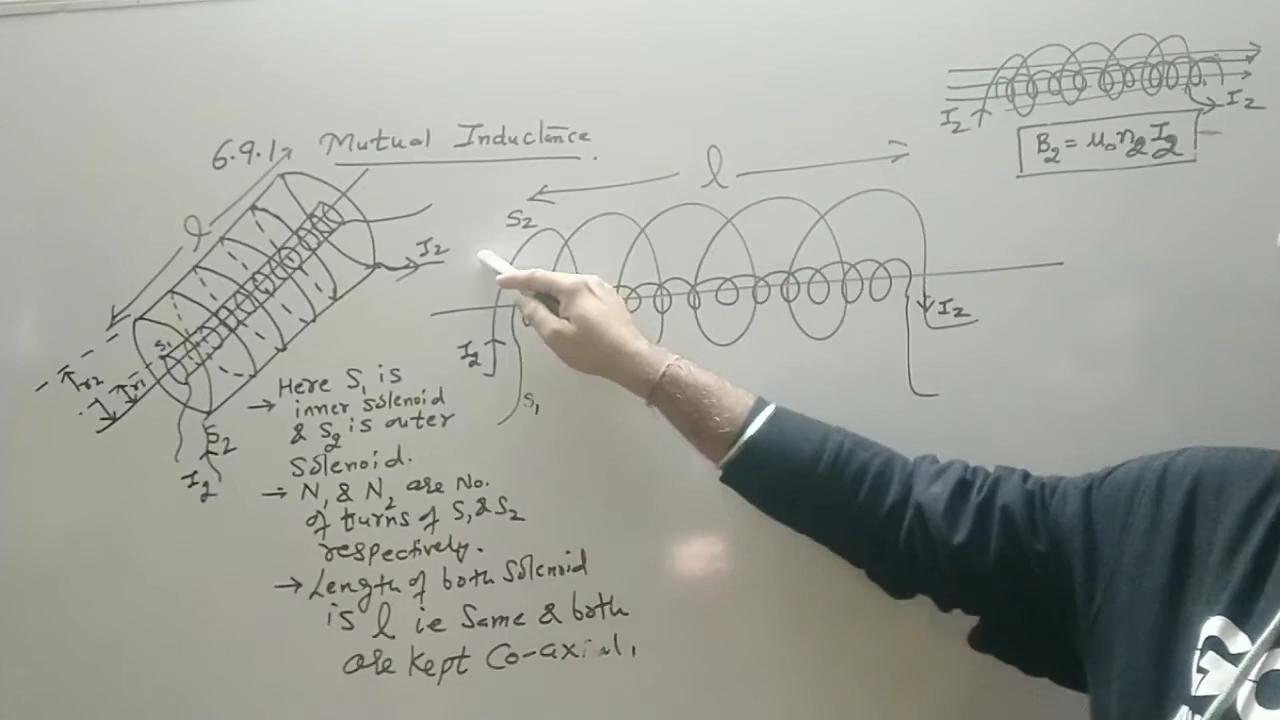 6.9.1 Mutual Inductance
l
I2
S1
r2
r1
S2
I2
l
S2
I2
I2
S1
I2
I2
B2 = μ0 n2 I2
→ Here S1 is
inner solenoid
& S2 is outer
solenoid.
→ N1 & N2 are No.
of turns of S1 & S2
respectively.
→ Length of both solenoid
is l ie Same & both
are kept Co-axial.